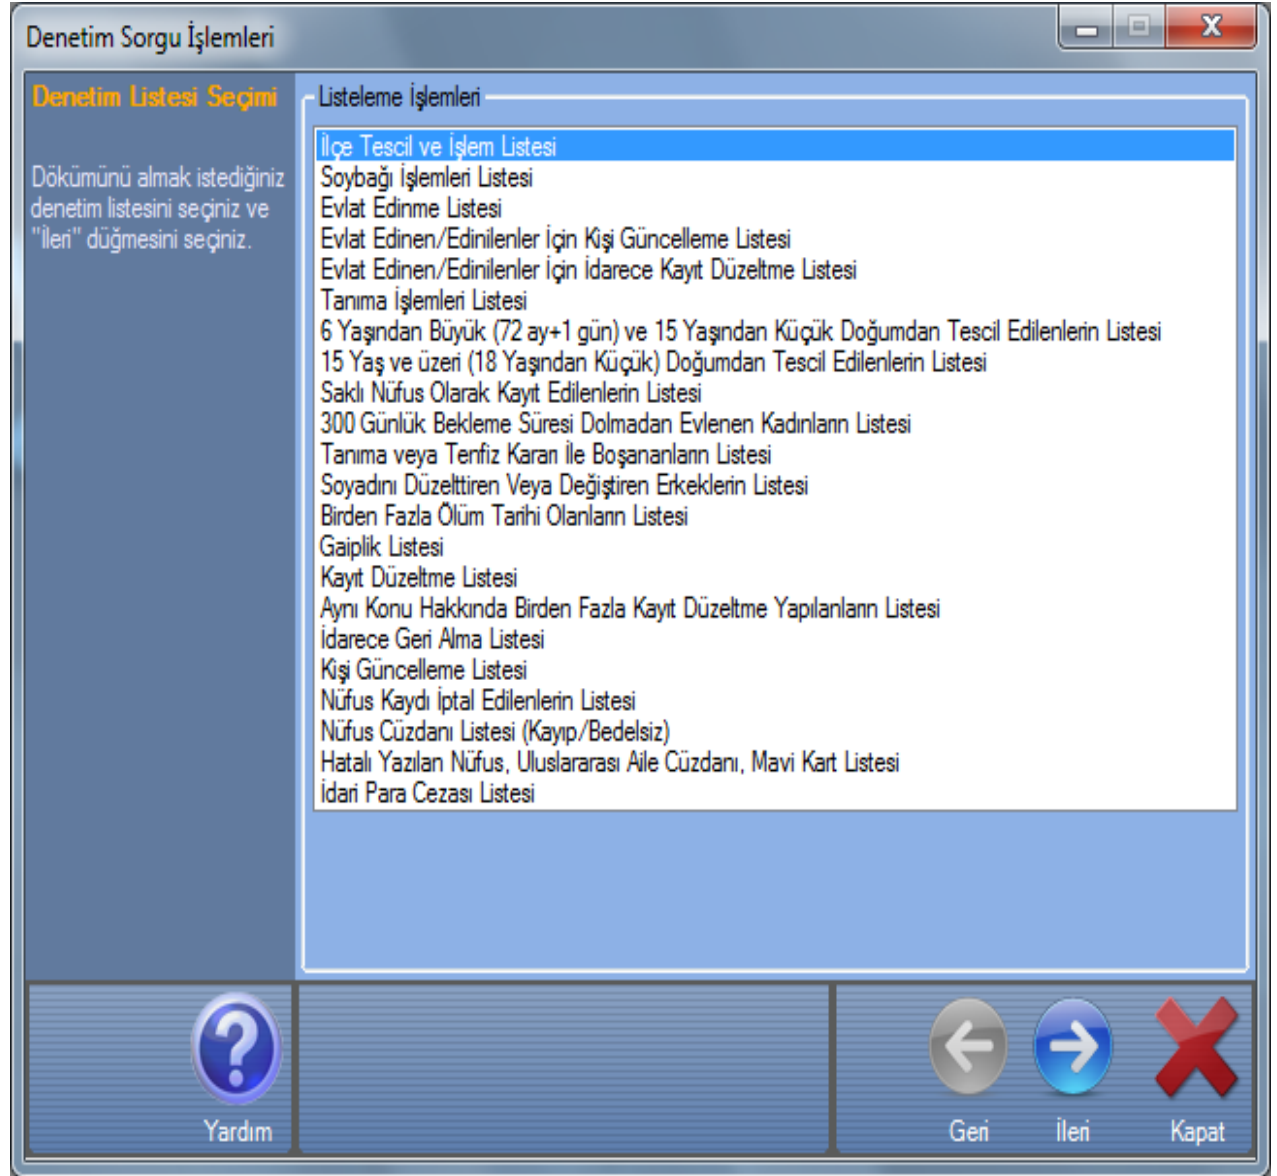 Denetim Sorgu İşlemleri
Denetim Listesi Seçimi
Dökümünü almak istediğiniz
denetim listesini seçiniz ve
"İleri" düğmesini seçiniz.
Listeleme İşlemleri
İlçe Tescil ve İşlem Listesi
Soybağı İşlemleri Listesi
Evlat Edinme Listesi
Evlat Edinen/Edinilenler İçin Kişi Güncelleme Listesi
Evlat Edinen/Edinilenler İçin İdarece Kayıt Düzeltme Listesi
Tanıma İşlemleri Listesi
6 Yaşından Büyük (72 ay+1 gün) ve 15 Yaşından Küçük Doğumdan Tescil Edilenlerin Listesi
15 Yaş ve üzeri (18 Yaşından Küçük) Doğumdan Tescil Edilenlerin Listesi
Saklı Nüfus Olarak Kayıt Edilenlerin Listesi
300 Günlük Bekleme Süresi Dolmadan Evlenen Kadınların Listesi
Tanıma veya Tenfiz Kararı İle Boşananların Listesi
Soyadını Düzelttiren Veya Değiştiren Erkeklerin Listesi
Birden Fazla Ölüm Tarihi Olanların Listesi
Gaiplik Listesi
Kayıt Düzeltme Listesi
Aynı Konu Hakkında Birden Fazla Kayıt Düzeltme Yapılanların Listesi
İdarece Geri Alma Listesi
Kişi Güncelleme Listesi
Nüfus Kaydı İptal Edilenlerin Listesi
Nüfus Cüzdanı Listesi (Kayıp/Bedelsiz)
Hatalı Yazılan Nüfus, Uluslararası Aile Cüzdanı, Mavi Kart Listesi
İdari Para Cezası Listesi
Yardım
Geri
İleri
Kapat